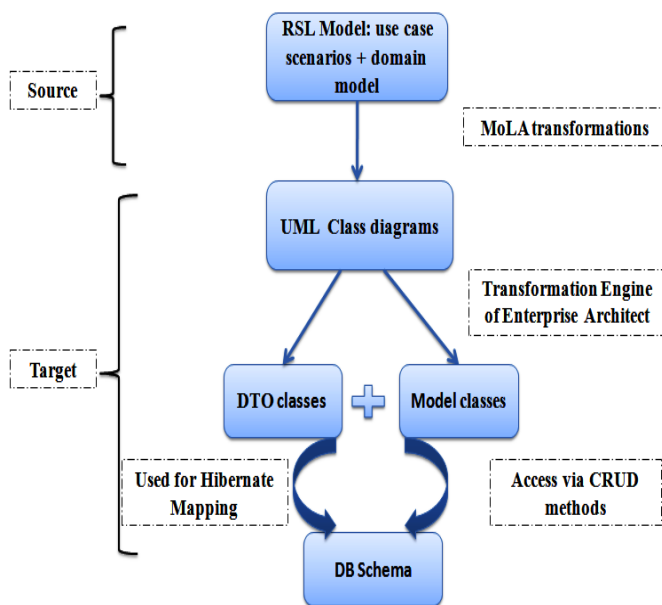 RSL Model: use case
scenarios + domain
model
Source
MoLA transformations
UML Class diagrams
Transformation Engine
of Enterprise Architect
Target
DTO classes
Model classes
Used for Hibernate
Mapping
Access via CRUD
methods
DB Schema